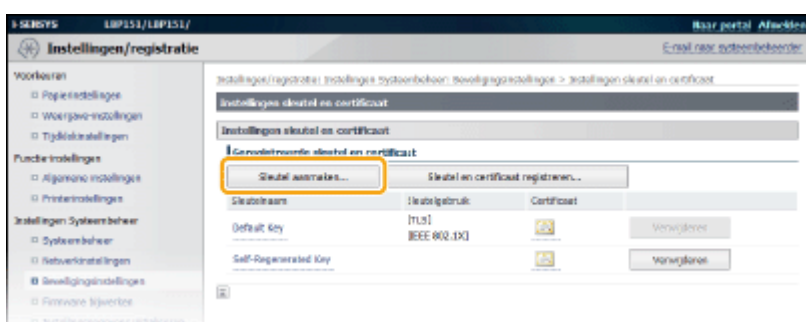 i-SENSYS LBP151/LBP151/ Naar portal Afmelden
Instellingen/registratie E-mail naar systeembeheerder
Voorkeuren
Papierinstellingen
Weergave-instellingen
Tijdklokinstellingen
Functie-instellingen
Algemene instellingen
Printerinstellingen
Instellingen Systeembeheer
Systeembeheer
Netwerkinstellingen
Beveiligingsinstellingen
Firmware bijwerken
Instellingen/registratie: Instellingen Systeembeheer: Beveiligingsinstellingen > Instellingen sleutel en certificaat
Instellingen sleutel en certificaat
Instellingen sleutel en certificaat
Geregistreerde sleutel en certificaat
Sleutel aanmaken... Sleutel en certificaat registreren...
Sleutelnaam Sleutelgebruik Certificaat
Default Key [TLS] Verwijderen
[IEEE 802.1X]
Self-Regenerated Key Verwijderen